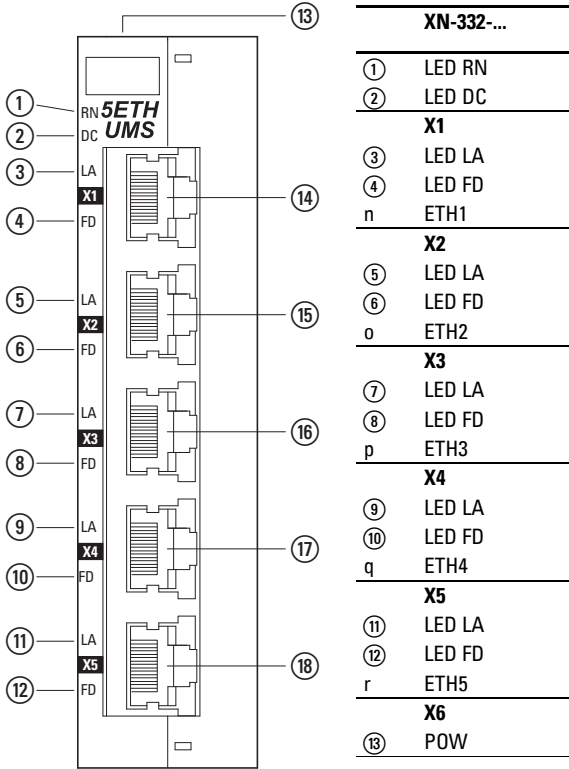 ⑬
① RN 5ETH
② DC UMS
③ LA
X1 ⑭
④ FD
⑤ LA
X2 ⑮
⑥ FD
⑦ LA
X3 ⑯
⑧ FD
⑨ LA
X4 ⑰
⑩ FD
⑪ LA
X5 ⑱
⑫ FD
XN-332-...
① LED RN
② LED DC
X1
③ LED LA
④ LED FD
n ETH1
X2
⑤ LED LA
⑥ LED FD
o ETH2
X3
⑦ LED LA
⑧ LED FD
p ETH3
X4
⑨ LED LA
⑩ LED FD
q ETH4
X5
⑪ LED LA
⑫ LED FD
r ETH5
X6
⑬ POW